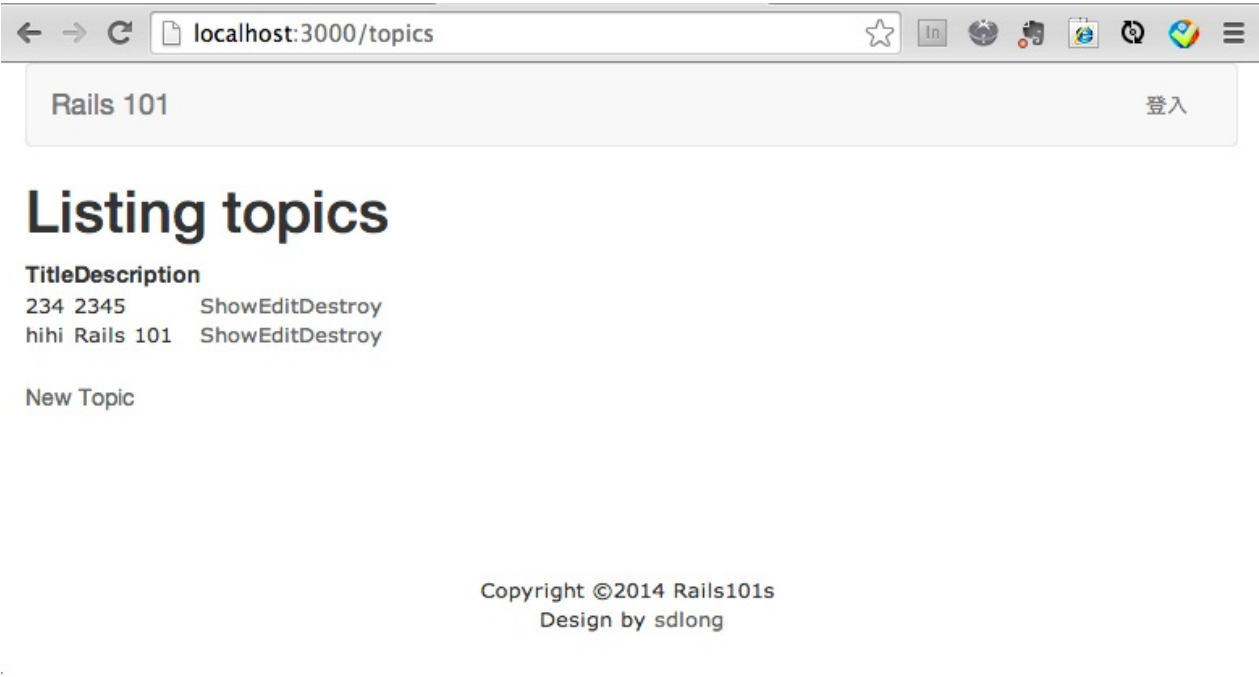 localhost:3000/topics
In
Rails 101
登入
Listing topics
TitleDescription
234 2345 ShowEditDestroy
hihi Rails 101 ShowEditDestroy
New Topic
Copyright ©2014 Rails101s
Design by sdlong